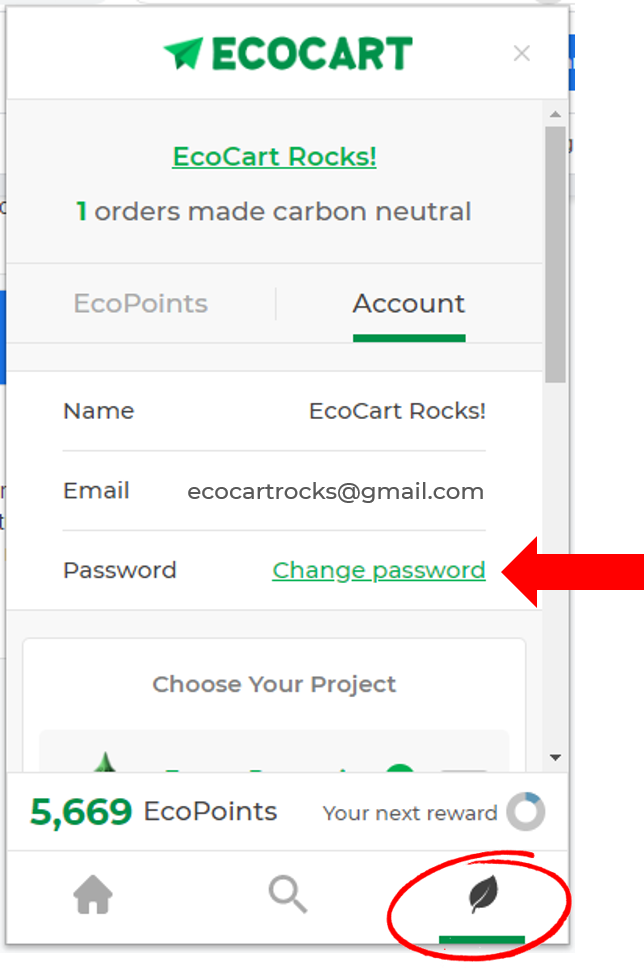 ECOCART
EcoCart Rocks!
1 orders made carbon neutral
EcoPoints
Account
Name EcoCart Rocks!
Email ecocartrocks@gmail.com
Password Change password
Choose Your Project
5,669 EcoPoints Your next reward